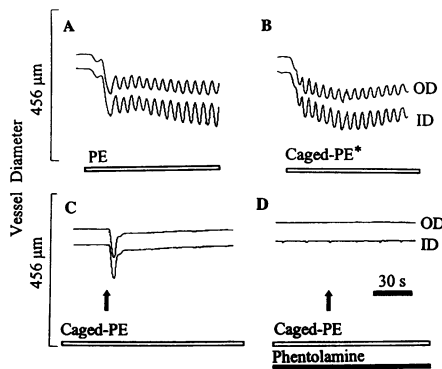 A
B
456 µm
OD
ID
PE
Caged-PE*
Vessel Diameter
C
D
OD
ID
456 µm
30 s
Caged-PE
Caged-PE
Phentolamine